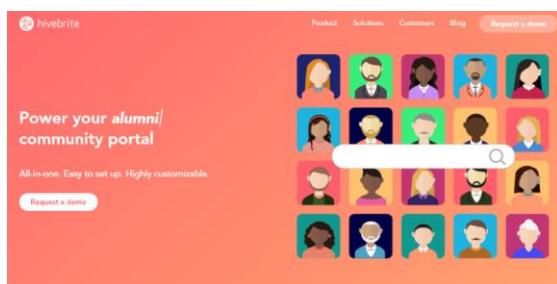 hivebrite
Product Solutions Customers Blog Request a demo
Power your alumni|
community portal
All-in-one. Easy to set up. Highly customizable.
Request a demo